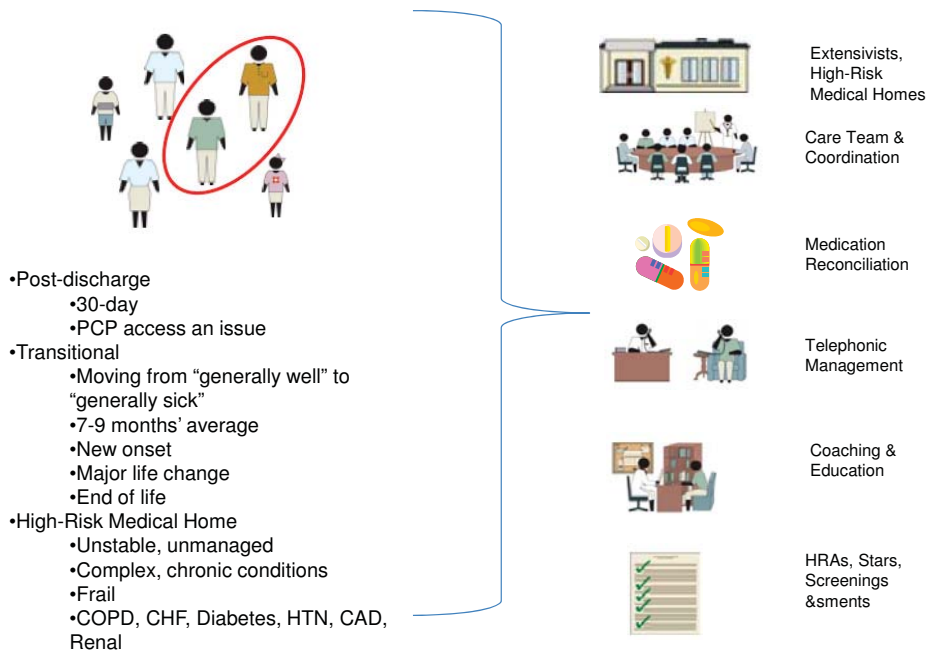 •Post-discharge
•30-day
•PCP access an issue
•Transitional
•Moving from “generally well” to
“generally sick”
•7-9 months’ average
•New onset
•Major life change
•End of life
•High-Risk Medical Home
•Unstable, unmanaged
•Complex, chronic conditions
•Frail
•COPD, CHF, Diabetes, HTN, CAD,
Renal
Extensivists,
High-Risk
Medical Homes
Care Team &
Coordination
Medication
Reconciliation
Telephonic
Management
Coaching &
Education
HRAs, Stars,
Screenings
&sments